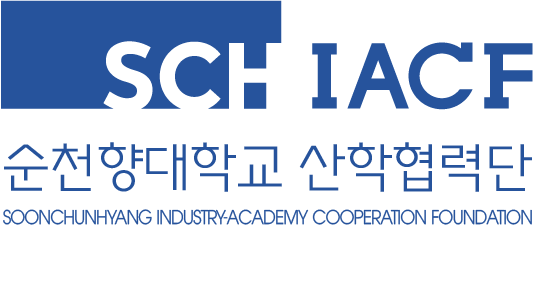 SCH IACF
순천향대학교 산학협력단
SOONCHUNHYANG INDUSTRY-ACADEMY COOPERATION FOUNDATION